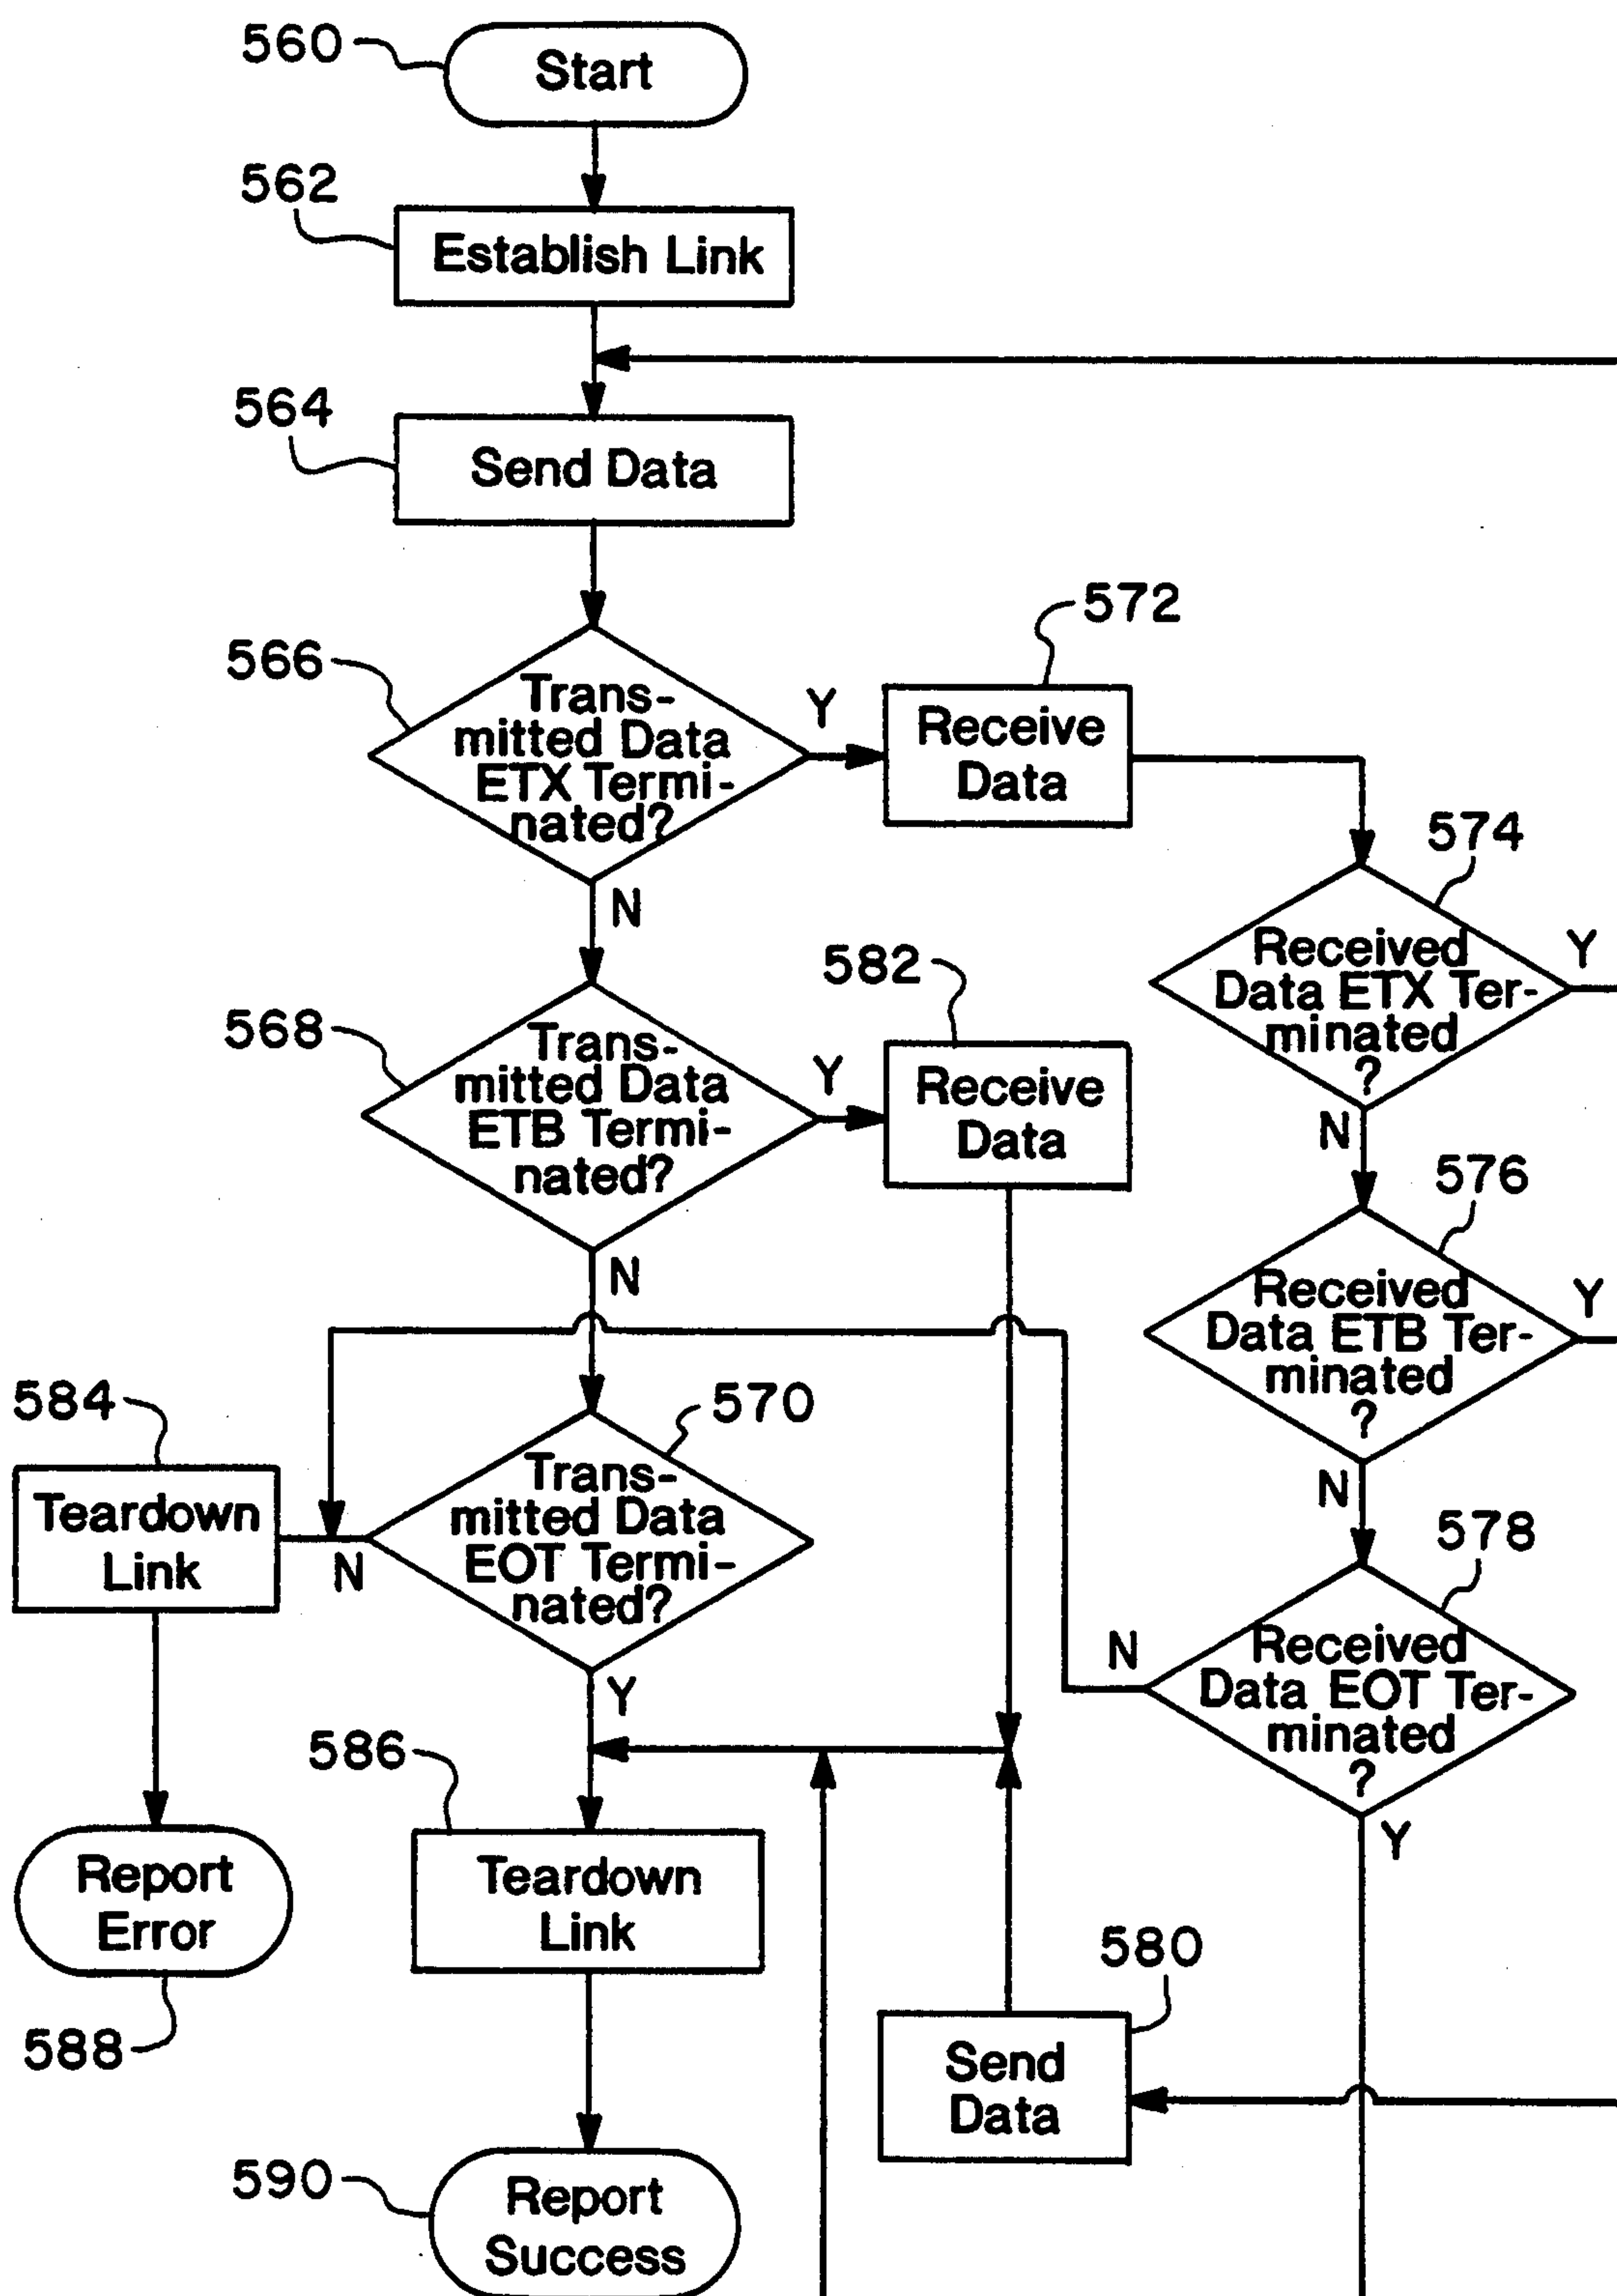 560
Start
562
Establish Link
564
Send Data
566
Trans-
mitted Data
ETX Termi-
nated?
Y
N
572
Receive
Data
574
Received
Data ETX Ter-
minated
?
Y
N
568
Trans-
mitted Data
ETB Termi-
nated?
Y
N
582
Receive
Data
576
Received
Data ETB Ter-
minated
?
Y
N
584
Teardown
Link
N
570
Trans-
mitted Data
EOT Termi-
nated?
Y
578
Received
Data EOT Ter-
minated
?
N
Y
586
Teardown
Link
Report
Error
588
580
Send
Data
590
Report
Success